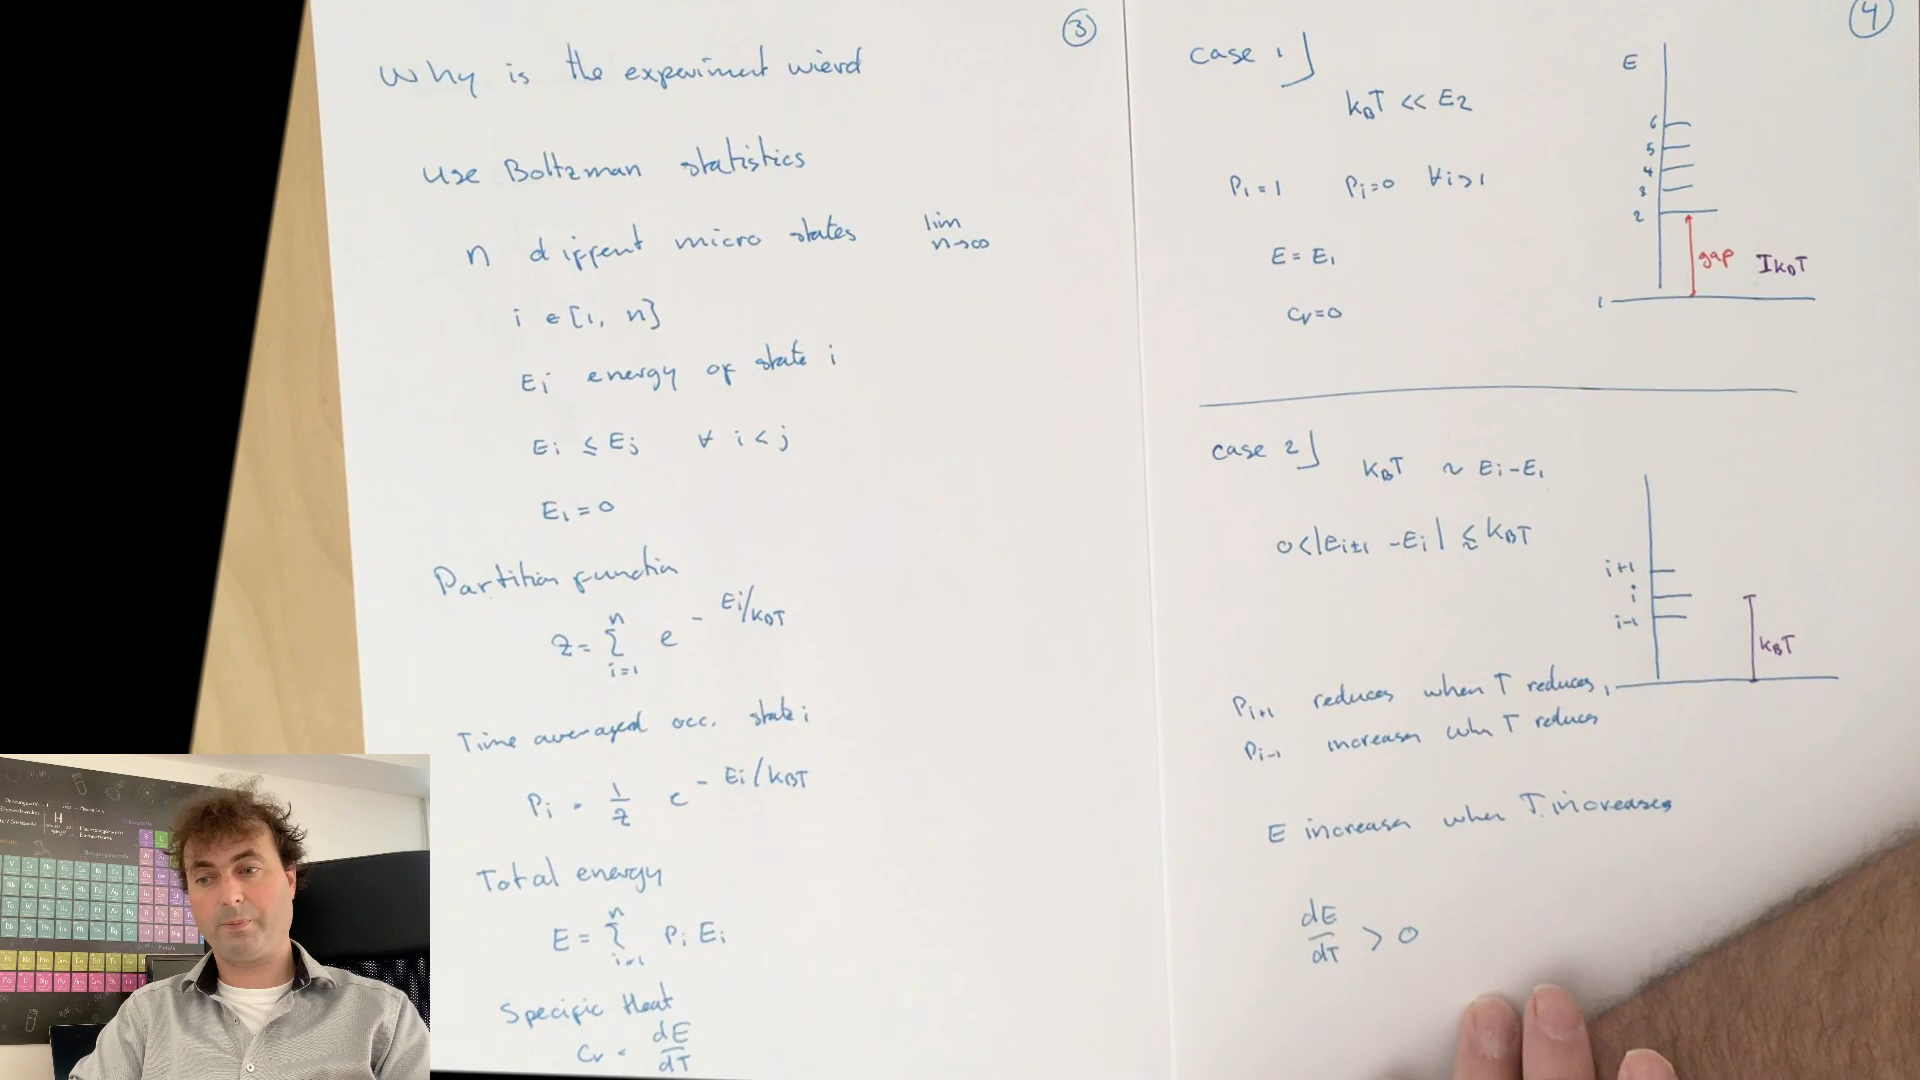 3
Why is the experiment wierd
use Boltzman statistics
n diffent micro states lim n→∞
i ∈ [1, n]
Ei energy of state i
Ei ≤ Ej ∀ i < j
E1 = 0
Partition function
Z = n Σ i=1 e - Ei/kBT
Time averaged occ. state i
Pi = 1/Z e - Ei/kBT
Total energy
E = n Σ i=1 Pi Ei
Specific Heat
Cv = dE/dT
4
case 1)
kBT << E2
P1 = 1 Pi = 0 ∀i>1
E = E1
Cv = 0
E
6
5
4
3
2
gap
I kBT
1
case 2)
kBT ~ Ei - E1
0 < |Ei±1 - Ei| ≲ kBT
i+1
i
i-1
kBT
1
Pi+1 reduces when T reduces
Pi-1 increases when T reduces
E increases when T increases
dE/dT > 0
H